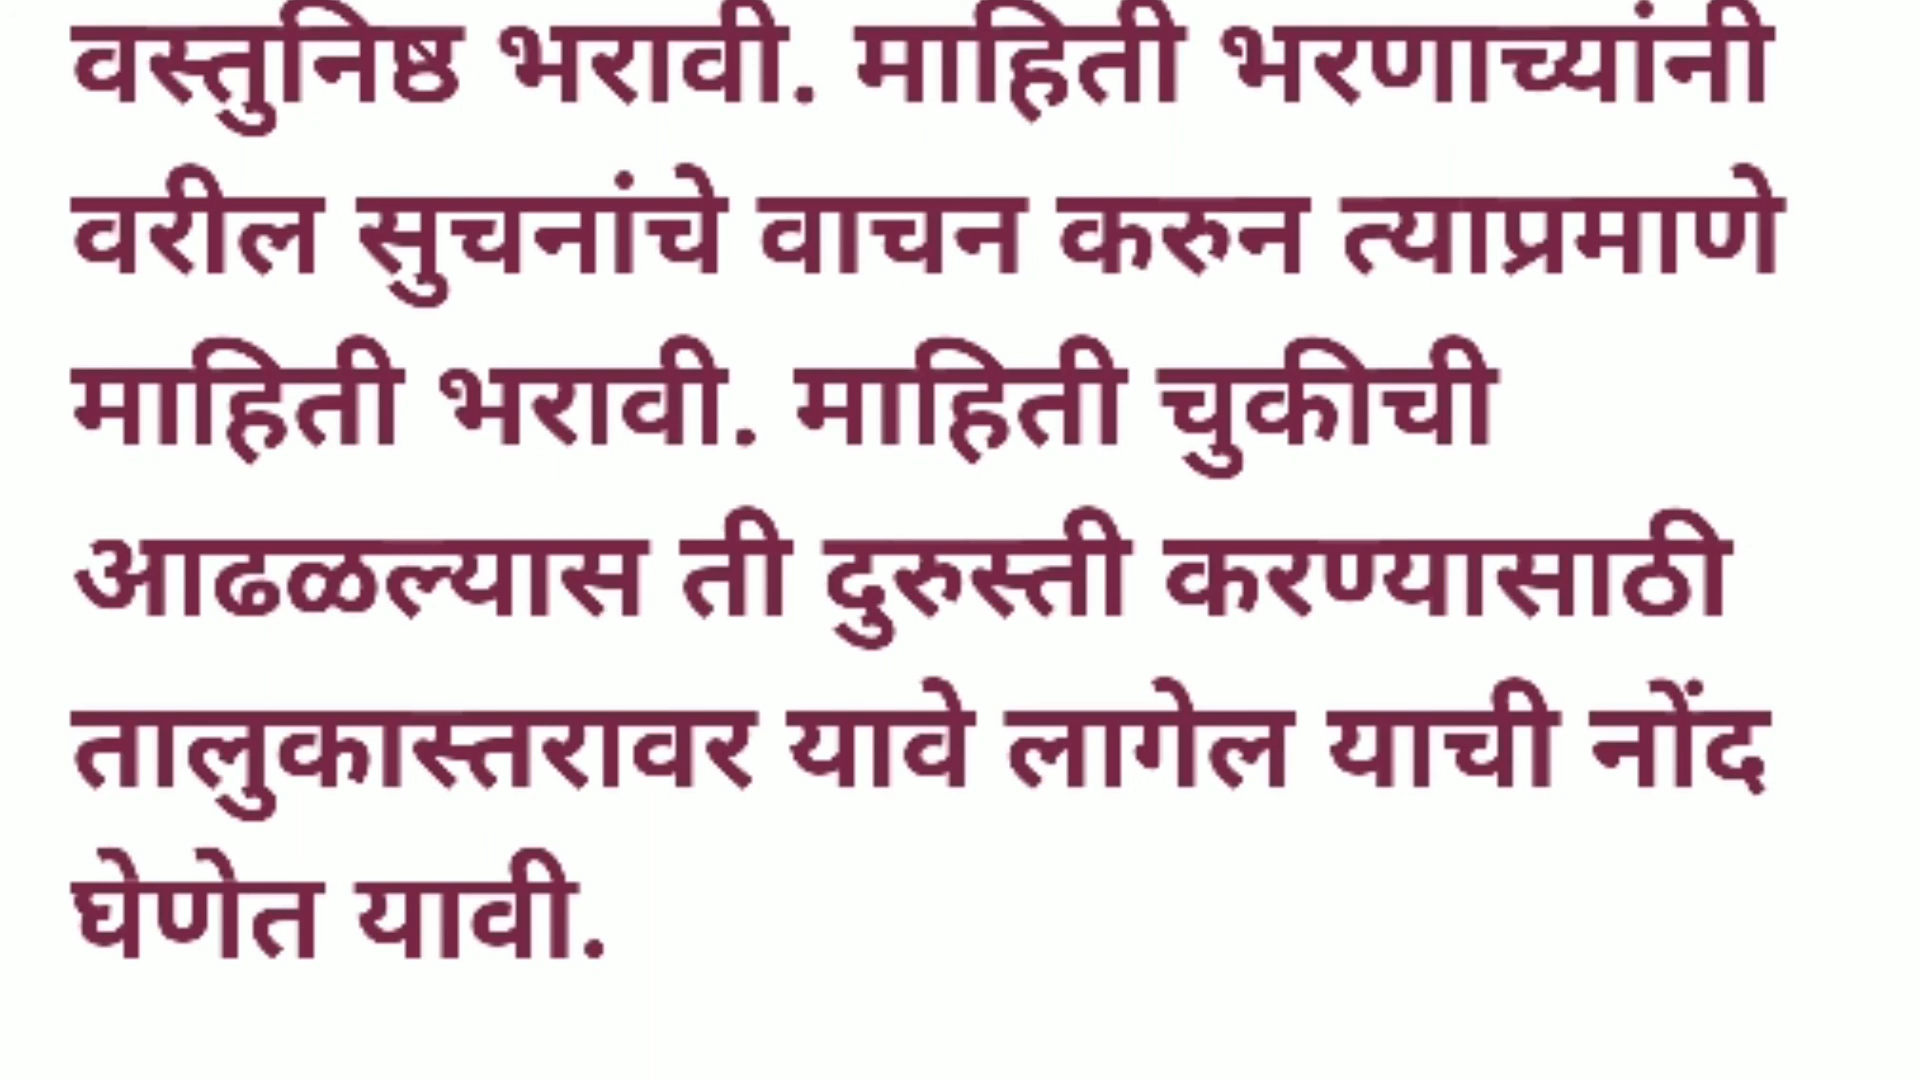 वस्तुनिष्ठ भरावी. माहिती भरणाच्यांनी
वरील सुचनांचे वाचन करुन त्याप्रमाणे
माहिती भरावी. माहिती चुकीची
आढळल्यास ती दुरुस्ती करण्यासाठी
तालुकास्तरावर यावे लागेल याची नोंद
घेणेत यावी.